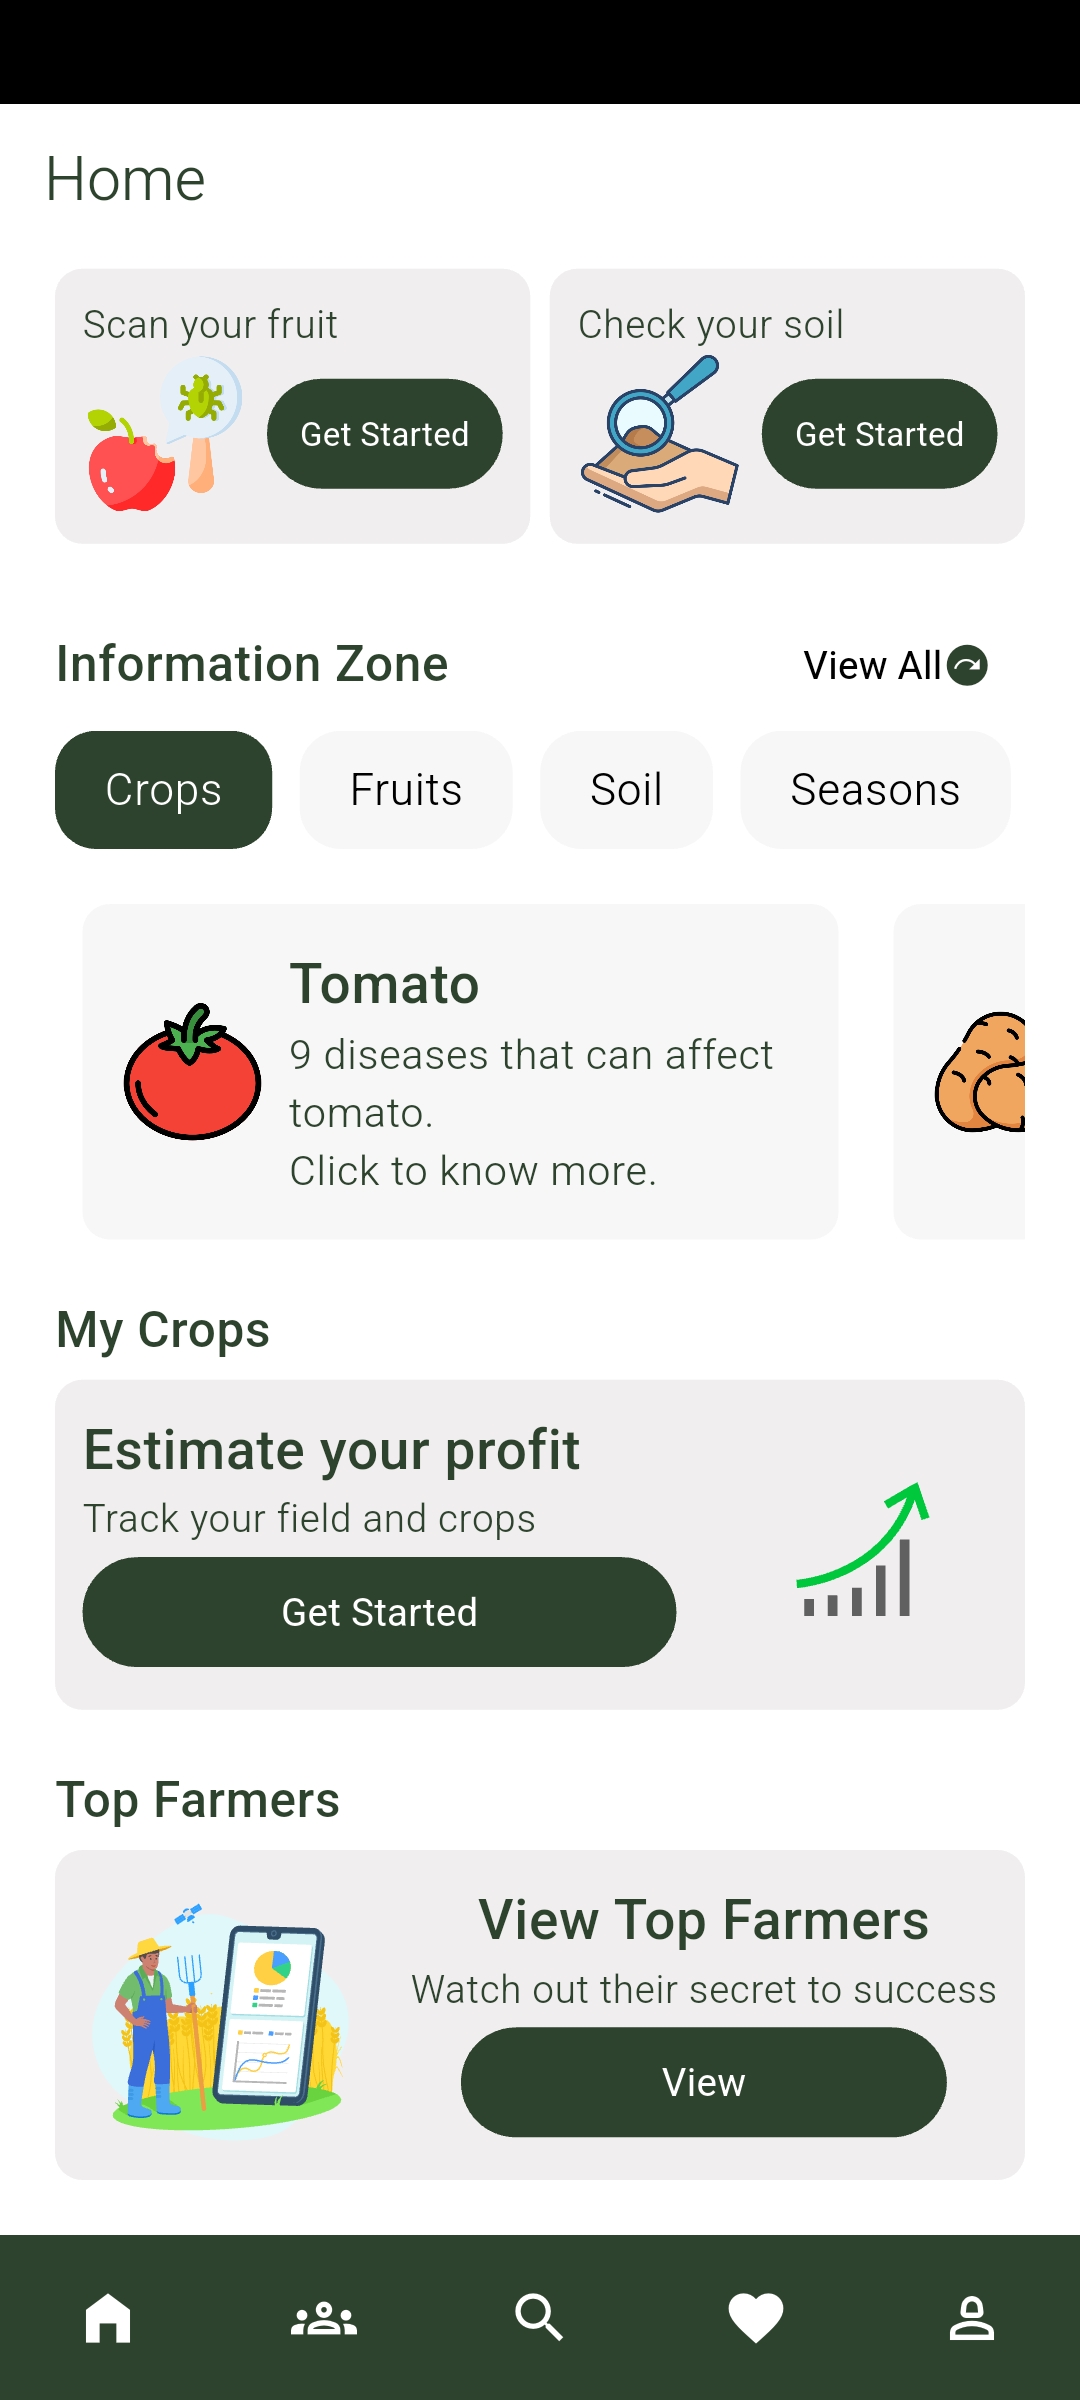 Home
Scan your fruit
Get Started
Check your soil
Get Started
Information Zone
View All
Crops
Fruits
Soil
Seasons
Tomato
9 diseases that can affect
tomato.
Click to know more.
My Crops
Estimate your profit
Track your field and crops
Get Started
Top Farmers
View Top Farmers
Watch out their secret to success
View